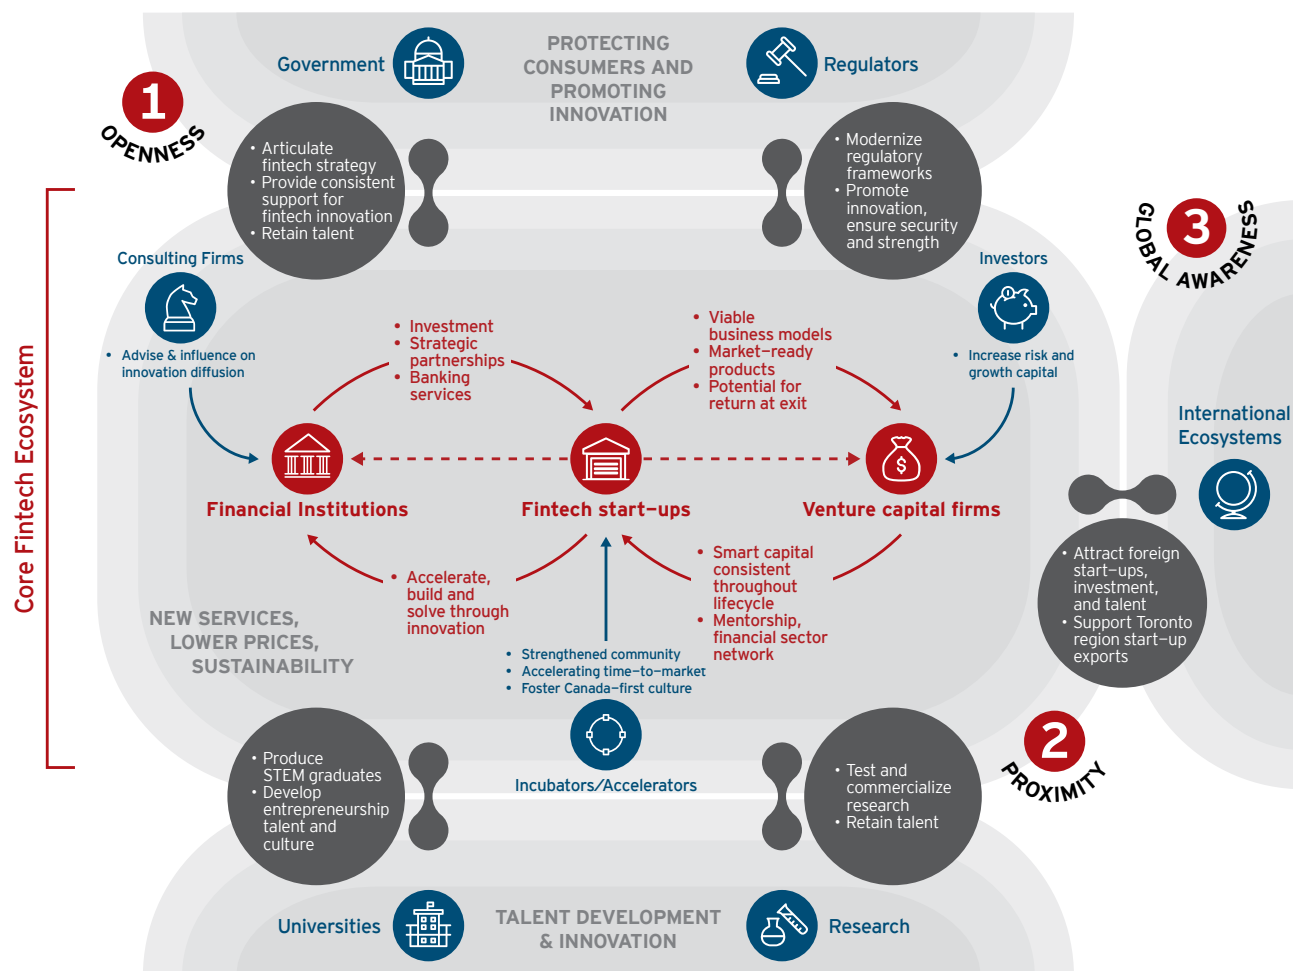 Government
PROTECTING
CONSUMERS AND
PROMOTING
INNOVATION
Regulators
1
OPENNESS
• Articulate
fintech strategy
• Provide consistent
support for
fintech innovation
• Retain talent
• Modernize
regulatory
frameworks
• Promote
innovation,
ensure security
and strength
3
GLOBAL AWARENESS
Core Fintech Ecosystem
Consulting Firms
• Advise & influence on
innovation diffusion
Investors
• Increase risk and
growth capital
• Investment
• Strategic
partnerships
• Banking
services
• Viable
business models
• Market-ready
products
• Potential for
return at exit
International
Ecosystems
$
Financial Institutions
Fintech start-ups
Venture capital firms
• Accelerate,
build and
solve through
innovation
• Smart capital
consistent
throughout
lifecycle
• Mentorship,
financial sector
network
• Attract foreign
start-ups,
investment,
and talent
• Support Toronto
region start-up
exports
NEW SERVICES,
LOWER PRICES,
SUSTAINABILITY
• Strengthened community
• Accelerating time-to-market
• Foster Canada-first culture
Incubators/Accelerators
2
PROXIMITY
• Produce
STEM graduates
• Develop
entrepreneurship
talent and
culture
• Test and
commercialize
research
• Retain talent
Universities
TALENT DEVELOPMENT
& INNOVATION
Research